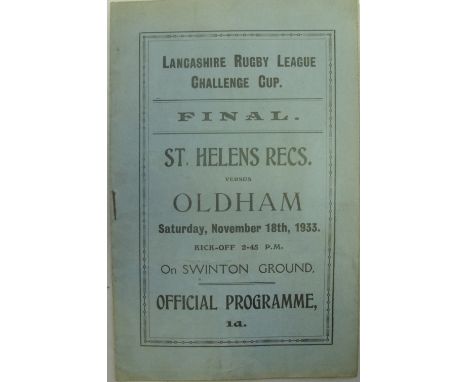 LANCASHIRE RUGBY LEAGUE
CHALLENGE CUP.
FINAL.
ST. HELENS RECS.
VERSUS
OLDHAM
Saturday, November 18th, 1933.
KICK-OFF 2-45 P.M.
On SWINTON GROUND.
OFFICIAL PROGRAMME,
1d.